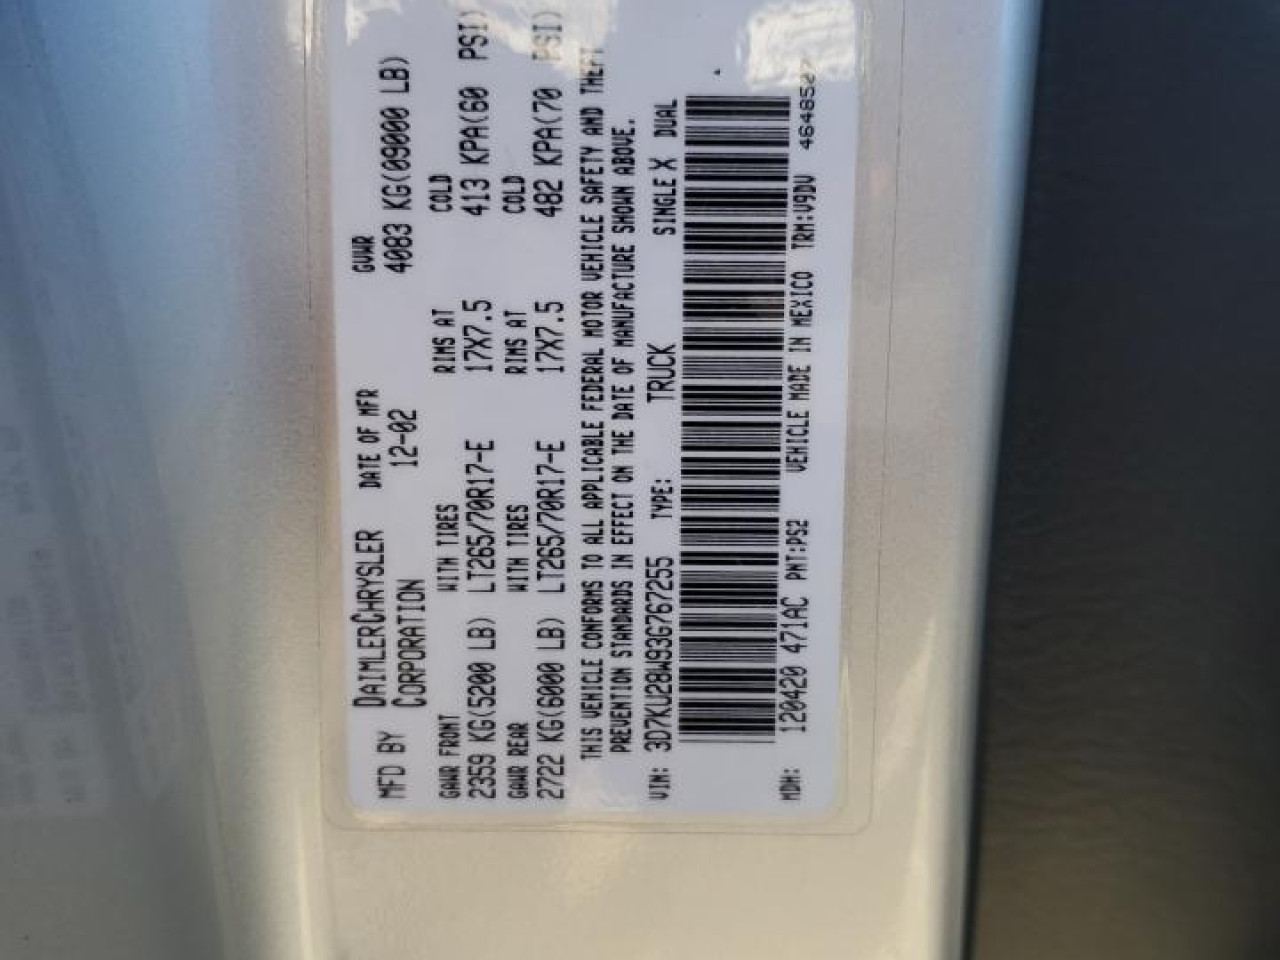 MFD BY DAIMLERCHRYSLER CORPORATION DATE OF MFR 12-02 GVWR 4083 KG(09000 LB)
GAWR FRONT WITH TIRES RIMS AT COLD
2359 KG(5200 LB) LT265/70R17-E 17X7.5 413 KPA(60 PSI)
GAWR REAR WITH TIRES RIMS AT COLD
2722 KG(6000 LB) LT265/70R17-E 17X7.5 482 KPA(70 PSI)
THIS VEHICLE CONFORMS TO ALL APPLICABLE FEDERAL MOTOR VEHICLE SAFETY AND THEFT
PREVENTION STANDARDS IN EFFECT ON THE DATE OF MANUFACTURE SHOWN ABOVE.
VIN: 3D7KU28W93G767255 TYPE: TRUCK SINGLE X DUAL
MDH: 120420 471AC PNT:PS2 VEHICLE MADE IN MEXICO TRM:V9DV 4648507